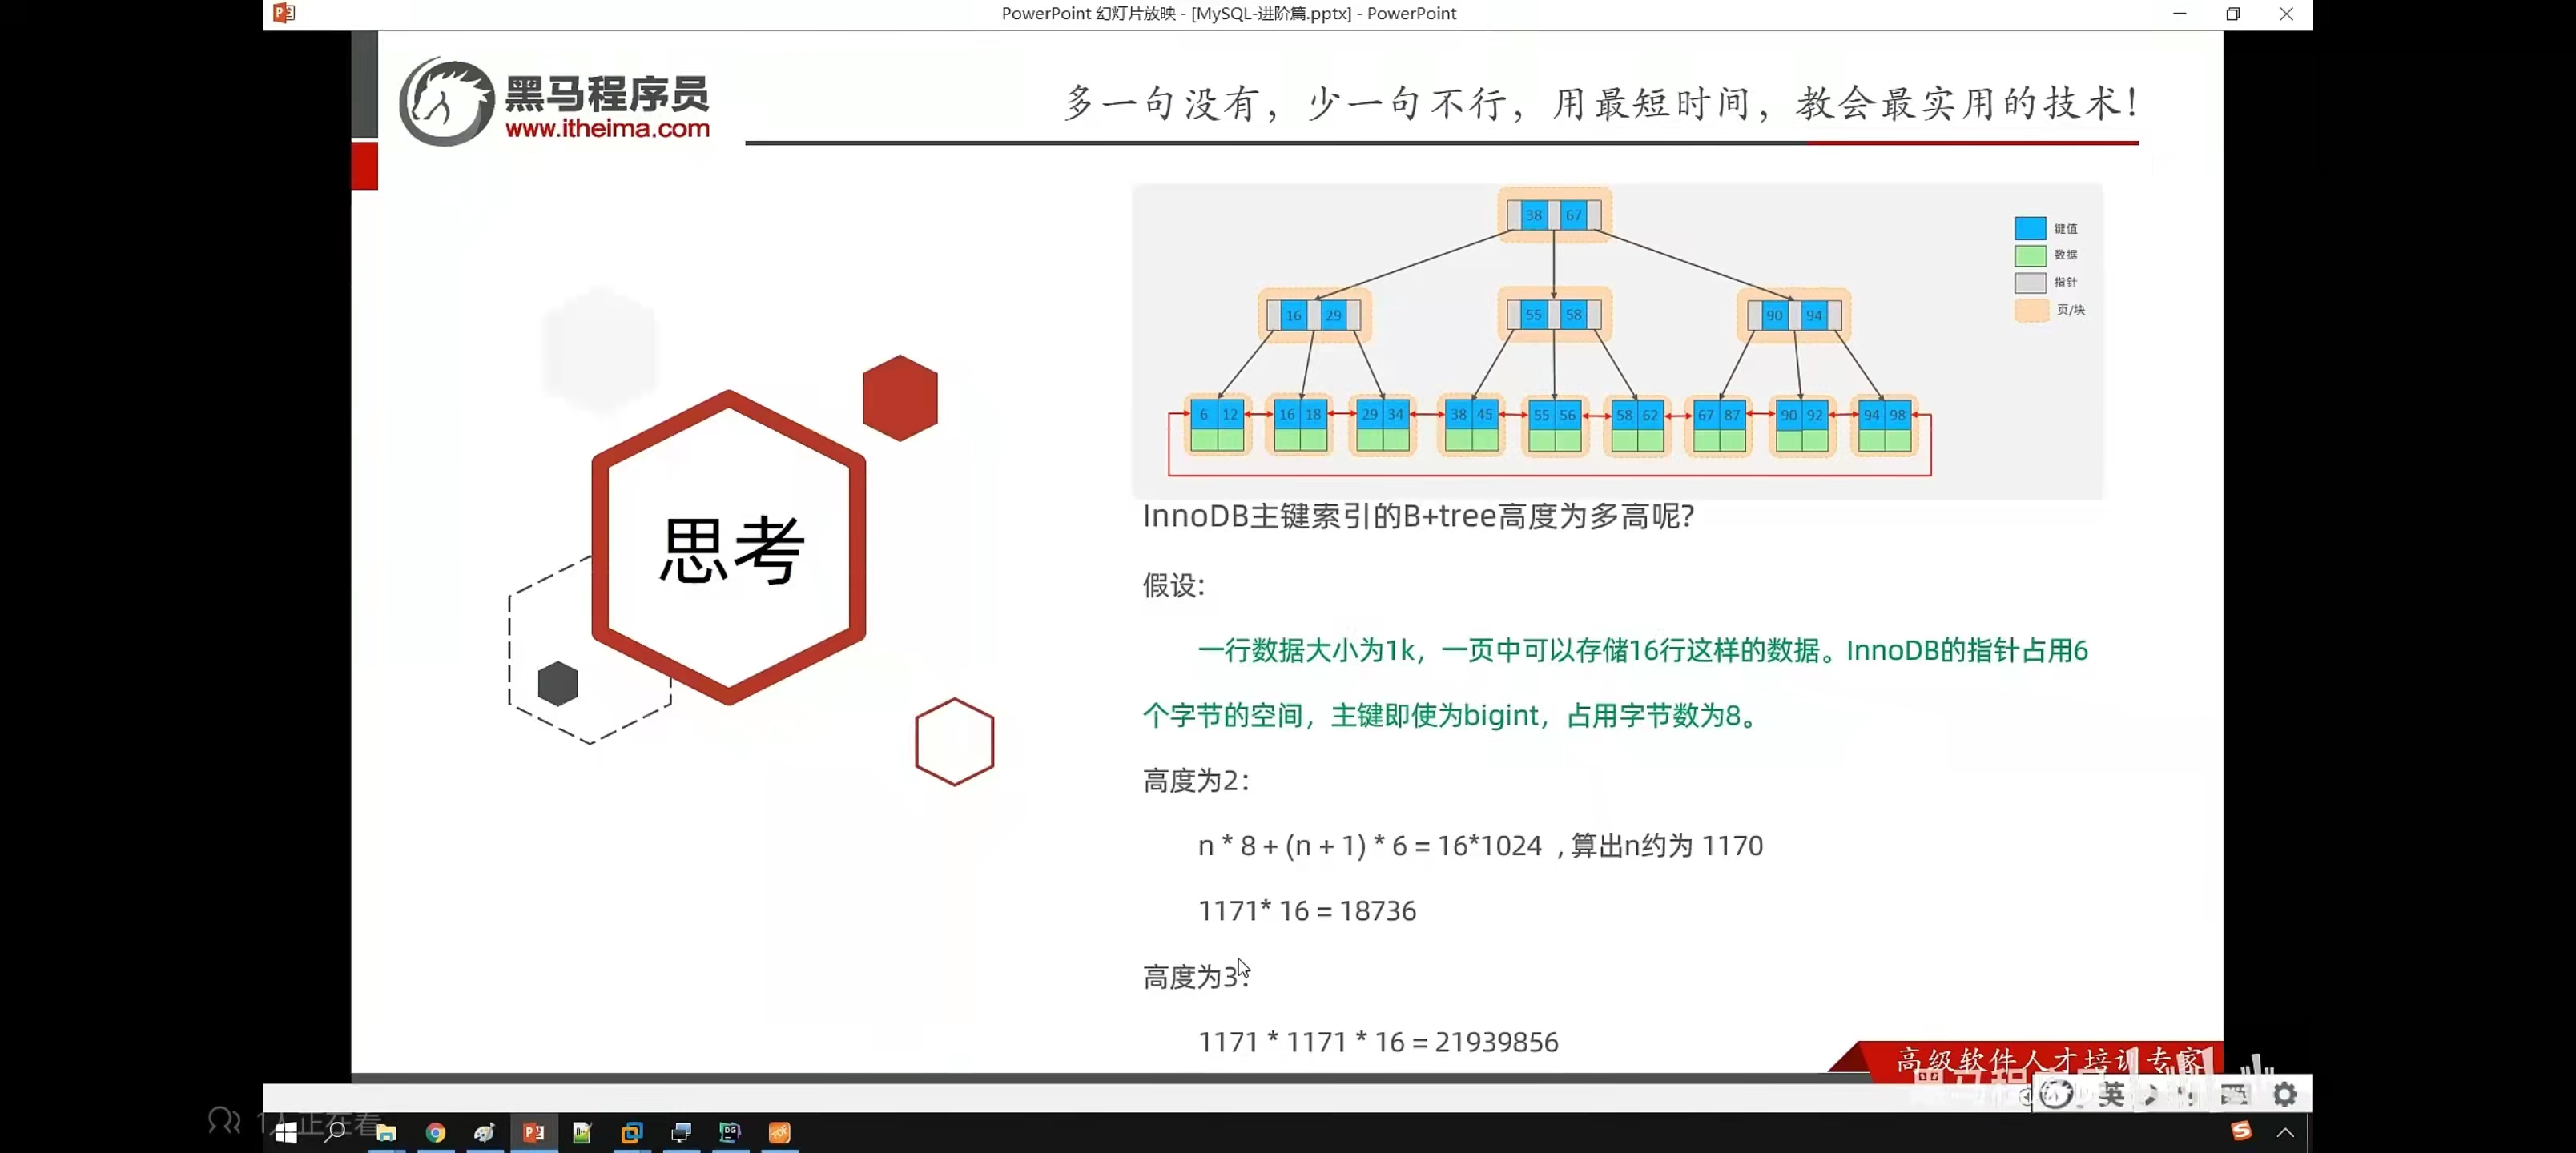 PowerPoint 幻灯片放映 - [MySQL-进阶篇.pptx] - PowerPoint
黑马程序员
www.itheima.com
多一句没有，少一句不行，用最短时间，教会最实用的技术！
38 67
键值
数据
指针
页/块
16 29
55 58
90 94
6 12 16 18 29 34 38 45 55 56 58 62 67 87 90 92 94 98
思考
InnoDB主键索引的B+tree高度为多高呢?
假设:
一行数据大小为1k，一页中可以存储16行这样的数据。InnoDB的指针占用6
个字节的空间，主键即使为bigint，占用字节数为8。
高度为2：
n * 8 + (n + 1) * 6 = 16*1024 , 算出n约为 1170
1171* 16 = 18736
高度为3：
1171 * 1171 * 16 = 21939856
高级软件人才培训专家
黑马程序员
英
1人正在看